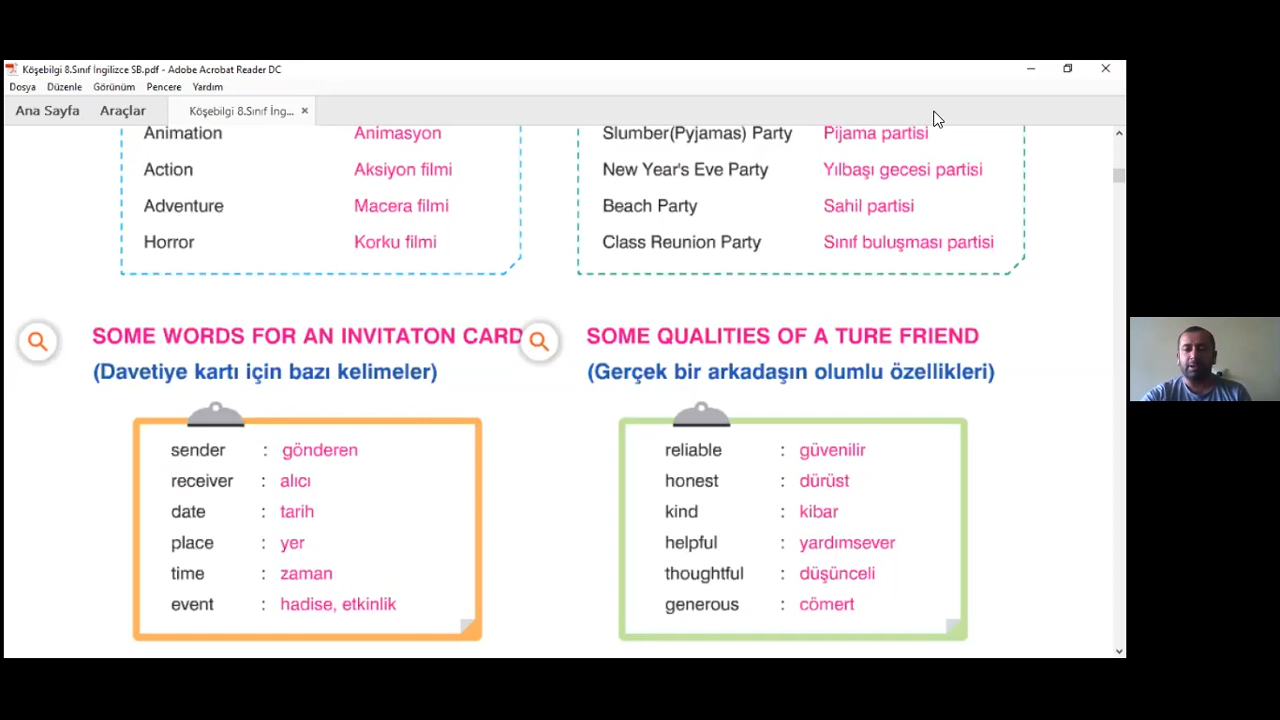 Köşebilgi 8.Sınıf İngilizce SB.pdf - Adobe Acrobat Reader DC
Dosya Düzenle Görünüm Pencere Yardım
Ana Sayfa Araçlar Köşebilgi 8.Sınıf İng...
Animation Animasyon
Action Aksiyon filmi
Adventure Macera filmi
Horror Korku filmi
Slumber(Pyjamas) Party Pijama partisi
New Year's Eve Party Yılbaşı gecesi partisi
Beach Party Sahil partisi
Class Reunion Party Sınıf buluşması partisi
SOME WORDS FOR AN INVITATON CARD
(Davetiye kartı için bazı kelimeler)
sender : gönderen
receiver : alıcı
date : tarih
place : yer
time : zaman
event : hadise, etkinlik
SOME QUALITIES OF A TURE FRIEND
(Gerçek bir arkadaşın olumlu özellikleri)
reliable : güvenilir
honest : dürüst
kind : kibar
helpful : yardımsever
thoughtful : düşünceli
generous : cömert